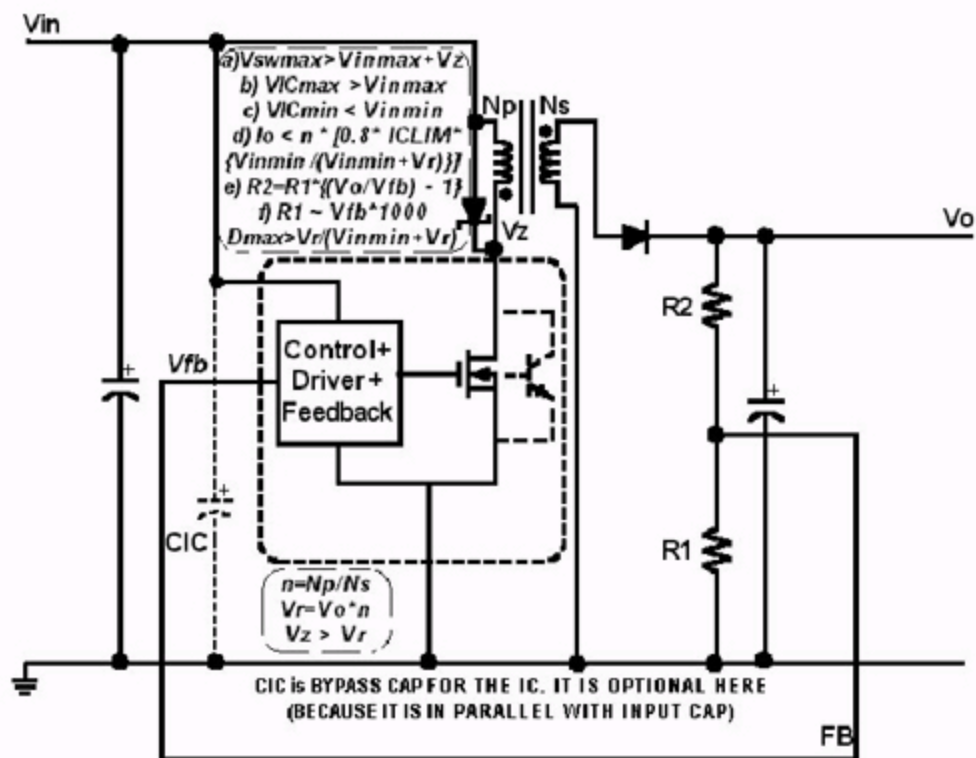 Vin
a)Vswmax>Vinmax+Vz
b) VICmax >Vinmax
c) VICmin < Vinmin
d) Io < n * [0.8* ICLIM*
{Vinmin/(Vinmin+Vr)}]
e) R2=R1*{(Vo/Vfb) - 1}
f) R1 ~ Vfb*1000
Dmax>Vr/(Vinmin+Vr)
Np
Ns
Vz
Vo
R2
Vfb
Control+
Driver+
Feedback
+
+
+
CIC
R1
n=Np/Ns
Vr=Vo*n
Vz > Vr
CIC is BYPASS CAP FOR THE IC. IT IS OPTIONAL HERE
(BECAUSE IT IS IN PARALLEL WITH INPUT CAP)
FB